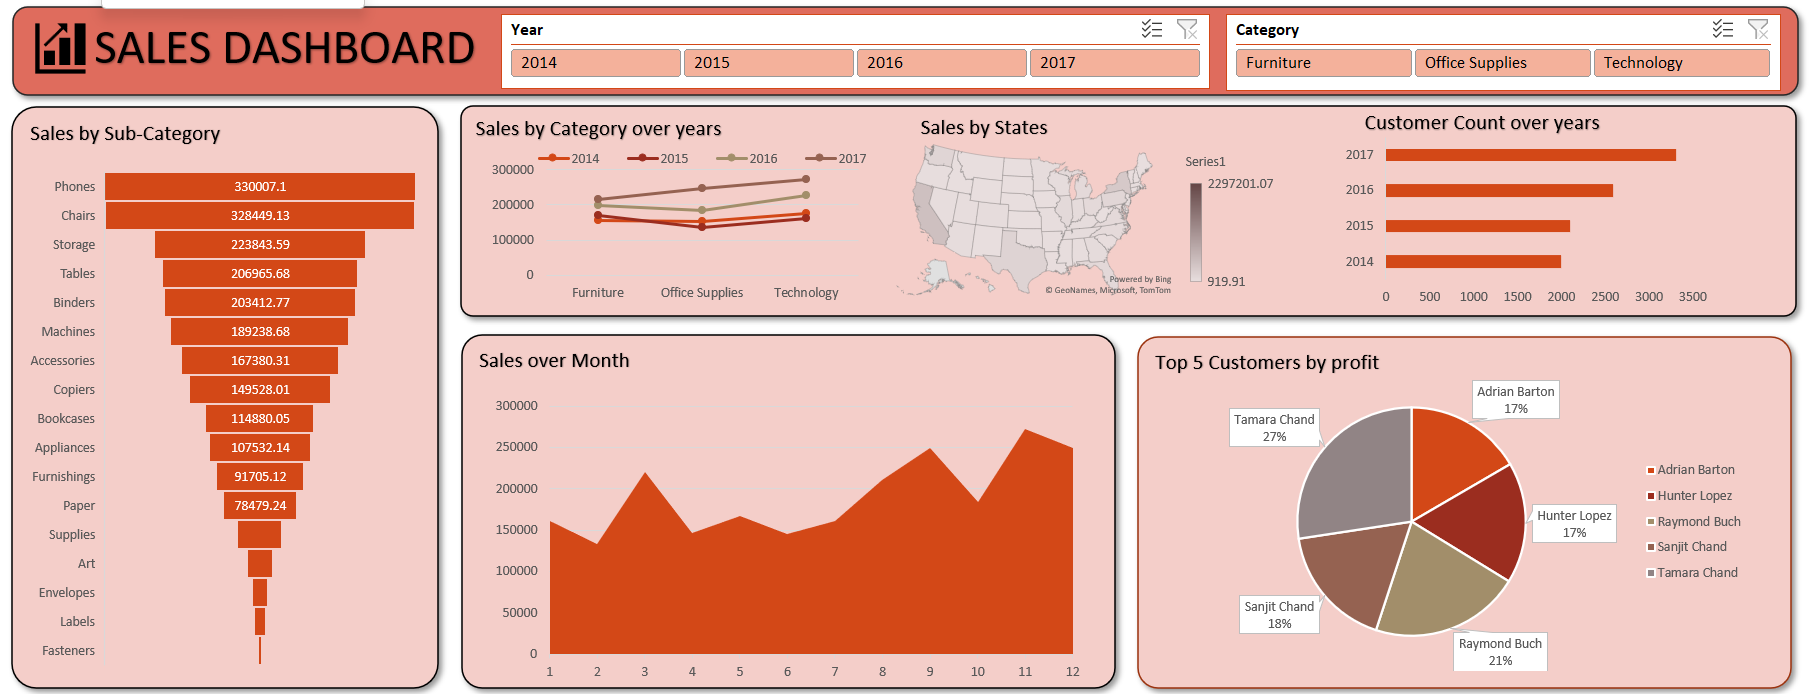 SALES DASHBOARD
Year
2014 2015 2016 2017
Category
Furniture Office Supplies Technology
Sales by Sub-Category
Phones 330007.1
Chairs 328449.13
Storage 223843.59
Tables 206965.68
Binders 203412.77
Machines 189238.68
Accessories 167380.31
Copiers 149528.01
Bookcases 114880.05
Appliances 107532.14
Furnishings 91705.12
Paper 78479.24
Supplies
Art
Envelopes
Labels
Fasteners
Sales by Category over years
2014 2015 2016 2017
300000
200000
100000
0
Furniture Office Supplies Technology
Sales by States
Series1
2297201.07
919.91
Powered by Bing
© GeoNames, Microsoft, TomTom
Customer Count over years
2017
2016
2015
2014
0 500 1000 1500 2000 2500 3000 3500
Sales over Month
300000
250000
200000
150000
100000
50000
0
1 2 3 4 5 6 7 8 9 10 11 12
Top 5 Customers by profit
Adrian Barton
17%
Tamara Chand
27%
Hunter Lopez
17%
Sanjit Chand
18%
Raymond Buch
21%
Adrian Barton
Hunter Lopez
Raymond Buch
Sanjit Chand
Tamara Chand